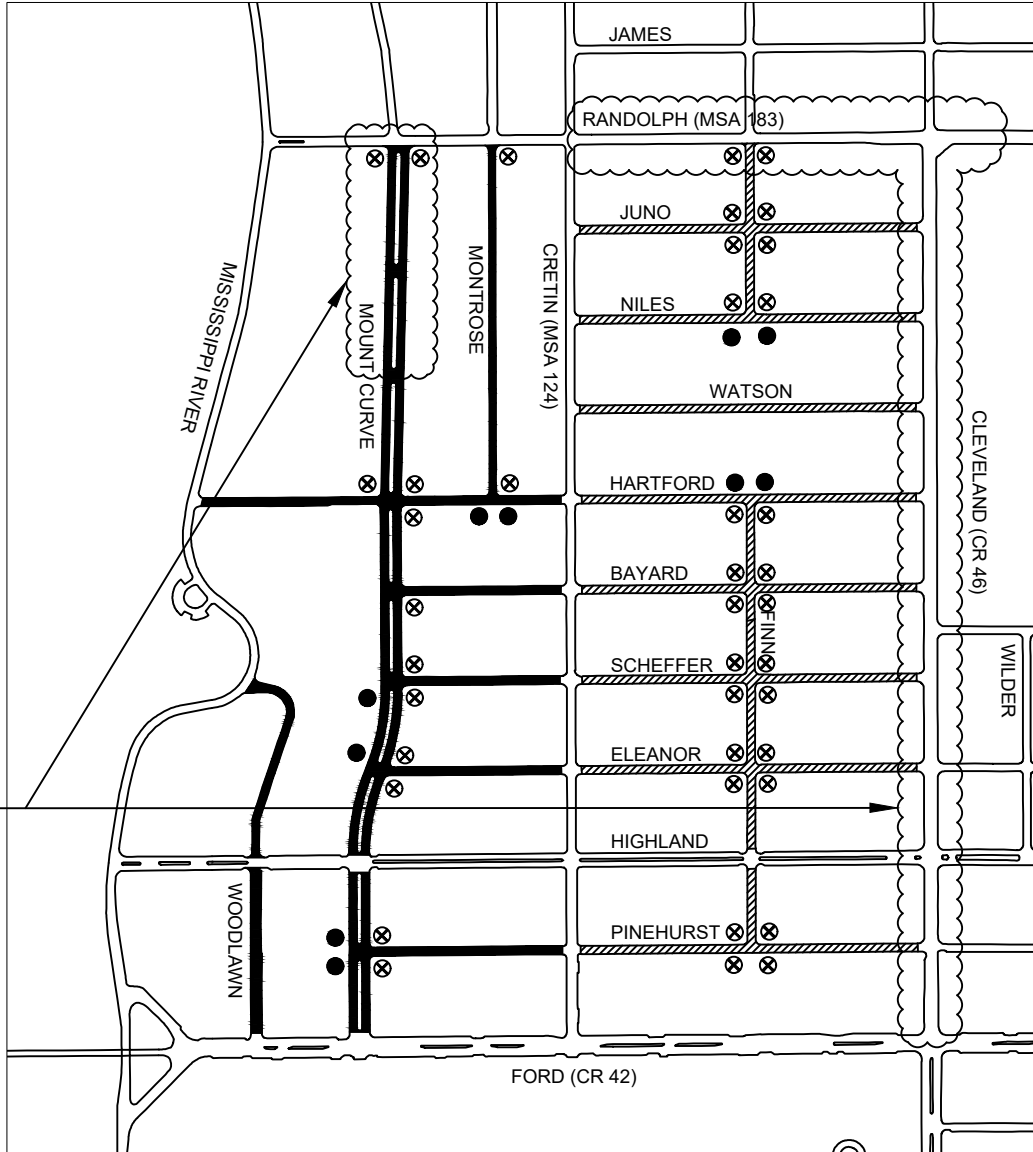 JAMES
RANDOLPH (MSA 183)
JUNO
MISSISSIPPI RIVER
MOUNT CURVE
MONTROSE
CRETIN (MSA 124)
NILES
WATSON
CLEVELAND (CR 46)
HARTFORD
BAYARD
FINN
SCHEFFER
WILDER
ELEANOR
HIGHLAND
WOODLAWN
PINEHURST
FORD (CR 42)